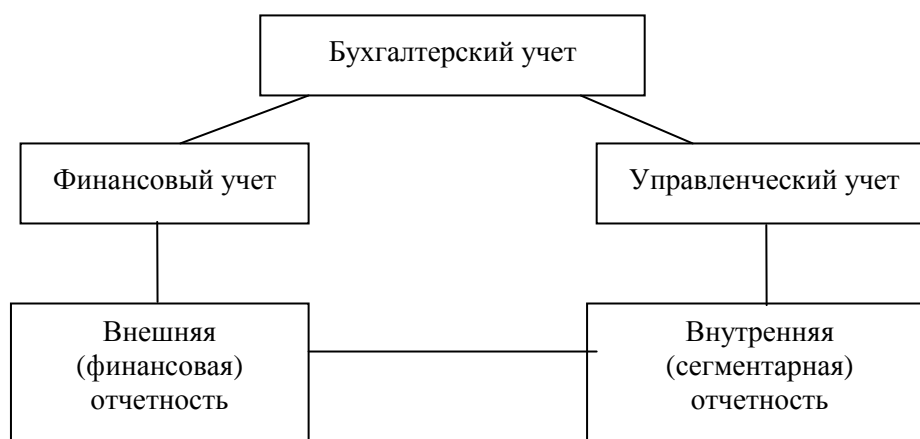 Бухгалтерский учет
Финансовый учет
Управленческий учет
Внешняя
(финансовая)
отчетность
Внутренняя
(сегментарная)
отчетность